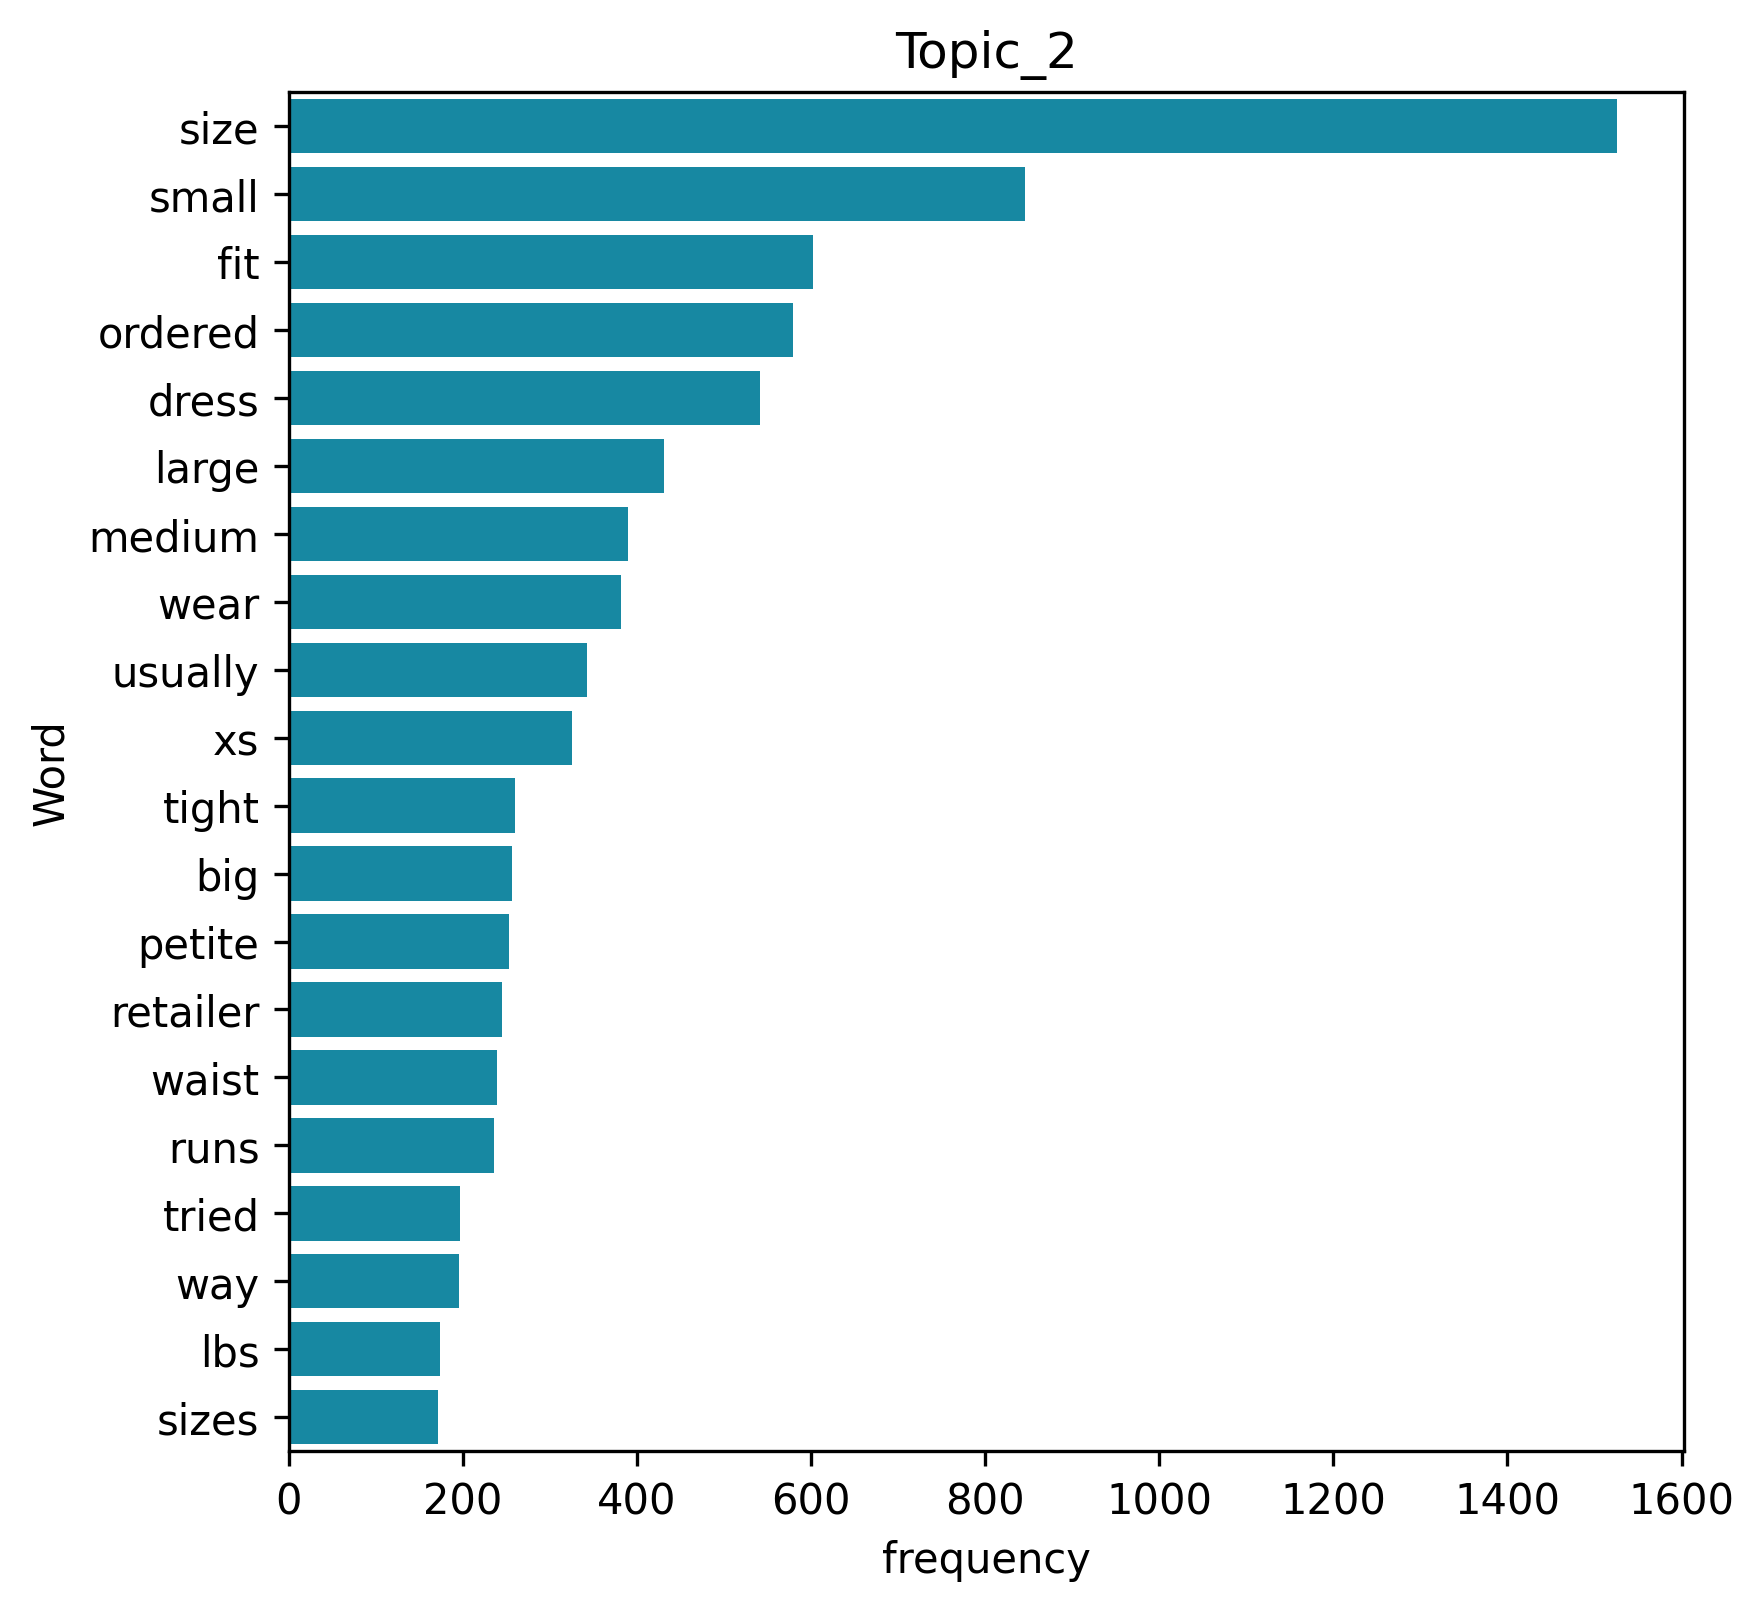 Topic_2
size
small
fit
ordered
dress
large
medium
wear
usually
xs
tight
big
petite
retailer
waist
runs
tried
way
lbs
sizes
Word
0 200 400 600 800 1000 1200 1400 1600
frequency